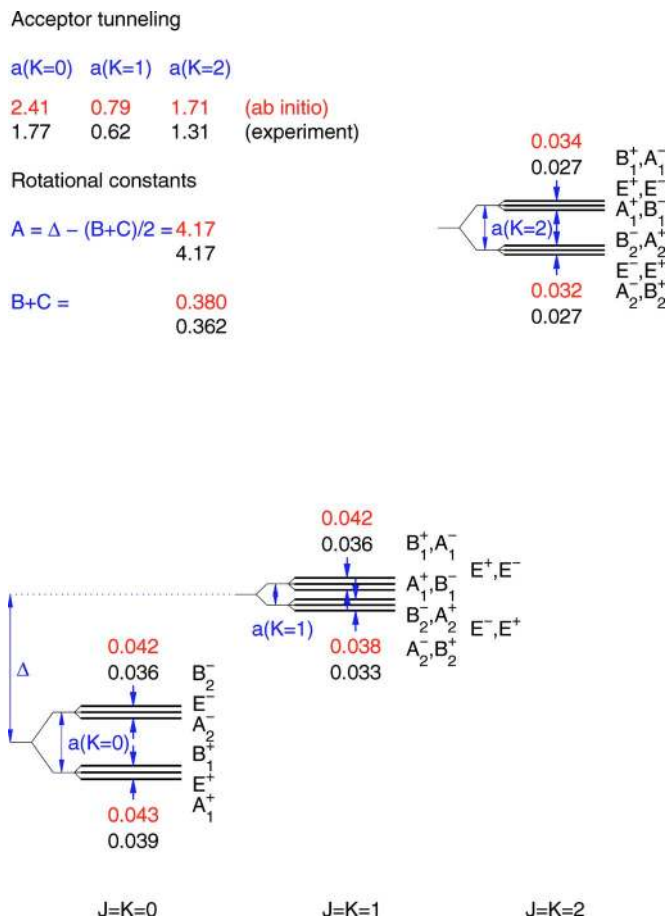 Acceptor tunneling
a(K=0) a(K=1) a(K=2)
2.41 0.79 1.71 (ab initio)
1.77 0.62 1.31 (experiment)
Rotational constants
A = Δ − (B+C)/2 = 4.17
4.17
B+C = 0.380
0.362
0.034
0.027
B₁⁺,A₁⁻
E⁺,E⁻
A₁⁺,B₁⁻
a(K=2)
B₂⁻,A₂⁺
E⁻,E⁺
A₂⁻,B₂⁺
0.032
0.027
0.042
0.036
B₁⁺,A₁⁻
E⁺,E⁻
A₁⁺,B₁⁻
a(K=1)
B₂⁻,A₂⁺
E⁻,E⁺
A₂⁻,B₂⁺
0.038
0.033
Δ
0.042
0.036
B₂⁻
E⁻
A₂⁻
a(K=0)
B₁⁺
E⁺
A₁⁺
0.043
0.039
J=K=0 J=K=1 J=K=2